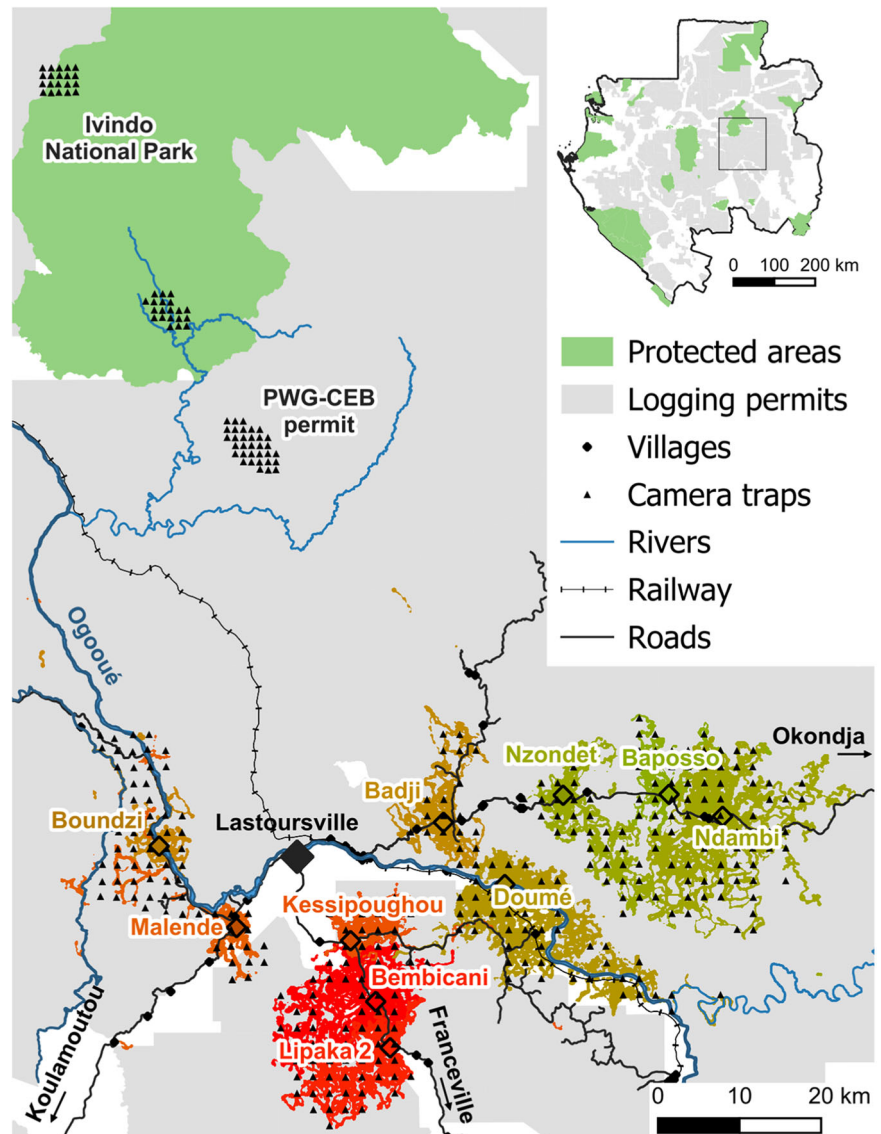 Ivindo
National Park
0 100 200 km
Protected areas
Logging permits
Villages
Camera traps
Rivers
Railway
Roads
PWG-CEB
permit
Ogooué
Okondja
Nzondet
Baposso
Badji
Ndambi
Boundzi
Lastoursville
Doumé
Kessipoughou
Malende
Bembicani
Lipaka 2
Koulamoutou
Franceville
0 10 20 km